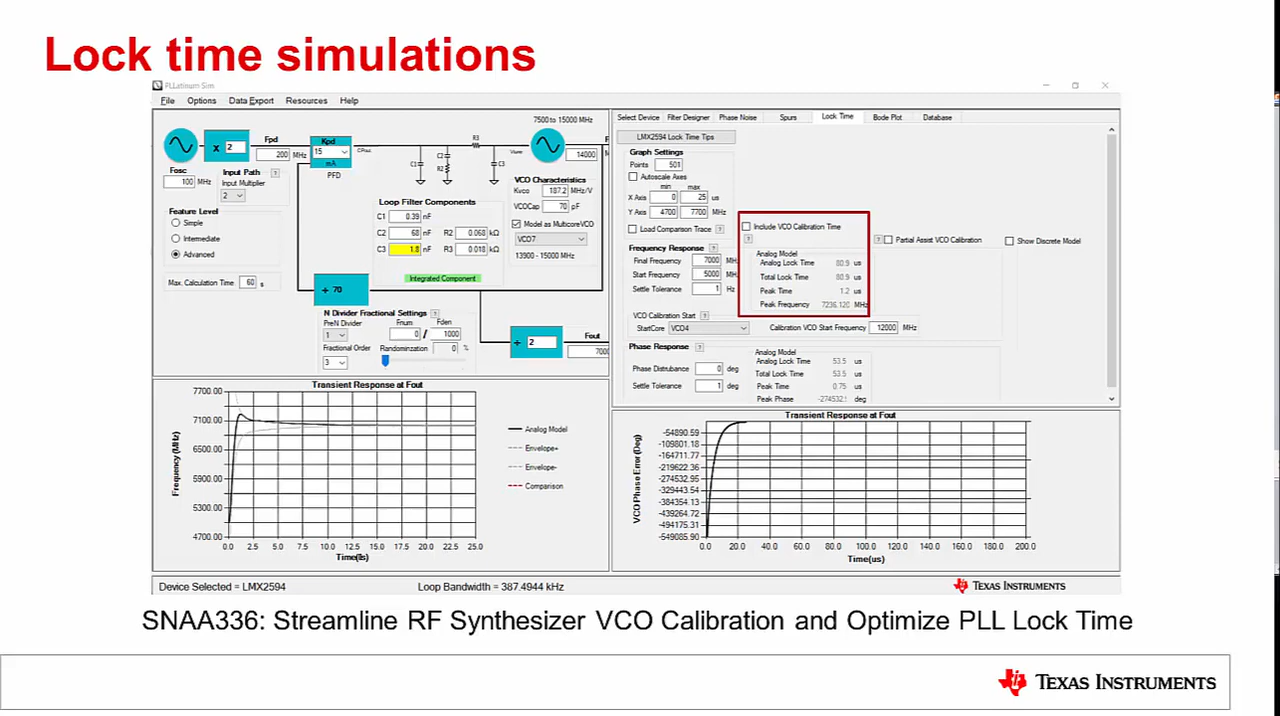 Lock time simulations
PLLatinum Sim
File Options Data Export Resources Help
7500 to 15000 MHz
Fosc
100 MHz
x 2
Fpd
200 MHz
Kpd
15
mA
PFD
CPout
C1
C2
R2
R3
C3
Vtune
14000
Input Path ?
Input Multiplier
2
Feature Level
Simple
Intermediate
Advanced
Max. Calculation Time 60 s
Loop Filter Components
C1 0.39 nF
C2 68 nF R2 0.068 kΩ
C3 1.8 nF R3 0.018 kΩ
Integrated Component
VCO Characteristics
Kvco 187.2 MHz/V
VCOCap 70 pF
Model as MulticoreVCO
VCO7
13900 - 15000 MHz
÷ 70
N Divider Fractional Settings ?
PreN Divider Fnum Fden
1 0 / 1000
Fractional Order Randominzation 0 %
3
÷ 2
Fout
7000
Select Device Filter Designer Phase Noise Spurs Lock Time Bode Plot Database
LMX2594 Lock Time Tips
Graph Settings
Points 501
Autoscale Axes
min max
X Axis 0 25 us
Y Axis 4700 7700 MHz
Load Comparison Trace ?
Frequency Response ?
Final Frequency 7000 MHz
Start Frequency 5000 MHz
Settle Tolerance 1 Hz
Include VCO Calibration Time
?
Analog Model
Analog Lock Time 80.9 us
Total Lock Time 80.9 us
Peak Time 1.2 us
Peak Frequency 7236.120 MHz
? Partial Assist VCO Calibration
Show Discrete Model
VCO Calibration Start ?
StartCore VCO4 Calibration VCO Start Frequency 12000 MHz
Phase Response ?
Phase Distrubance 0 deg
Settle Tolerance 1 deg
Analog Model
Analog Lock Time 53.5 us
Total Lock Time 53.5 us
Peak Time 0.75 us
Peak Phase deg
Transient Response at Fout
Frequency (MHz)
7700.00
7100.00
6500.00
5900.00
5300.00
4700.00
0.0 2.5 5.0 7.5 10.0 12.5 15.0 17.5 20.0 22.5 25.0
Analog Model
Envelope+
Envelope-
Comparison
Transient Response at Fout
VCO Phase Error(Deg)
-54890.59
-109801.18
-164711.77
-219622.36
-274532.95
-329443.54
-384354.13
-439264.72
-494175.31
-549085.90
0.0 20.0 40.0 60.0 80.0 100.0 120.0 140.0 160.0 180.0 200.0
Time(us)
Device Selected = LMX2594 Loop Bandwidth = 387.4944 kHz
TEXAS INSTRUMENTS
SNAA336: Streamline RF Synthesizer VCO Calibration and Optimize PLL Lock Time
TEXAS INSTRUMENTS